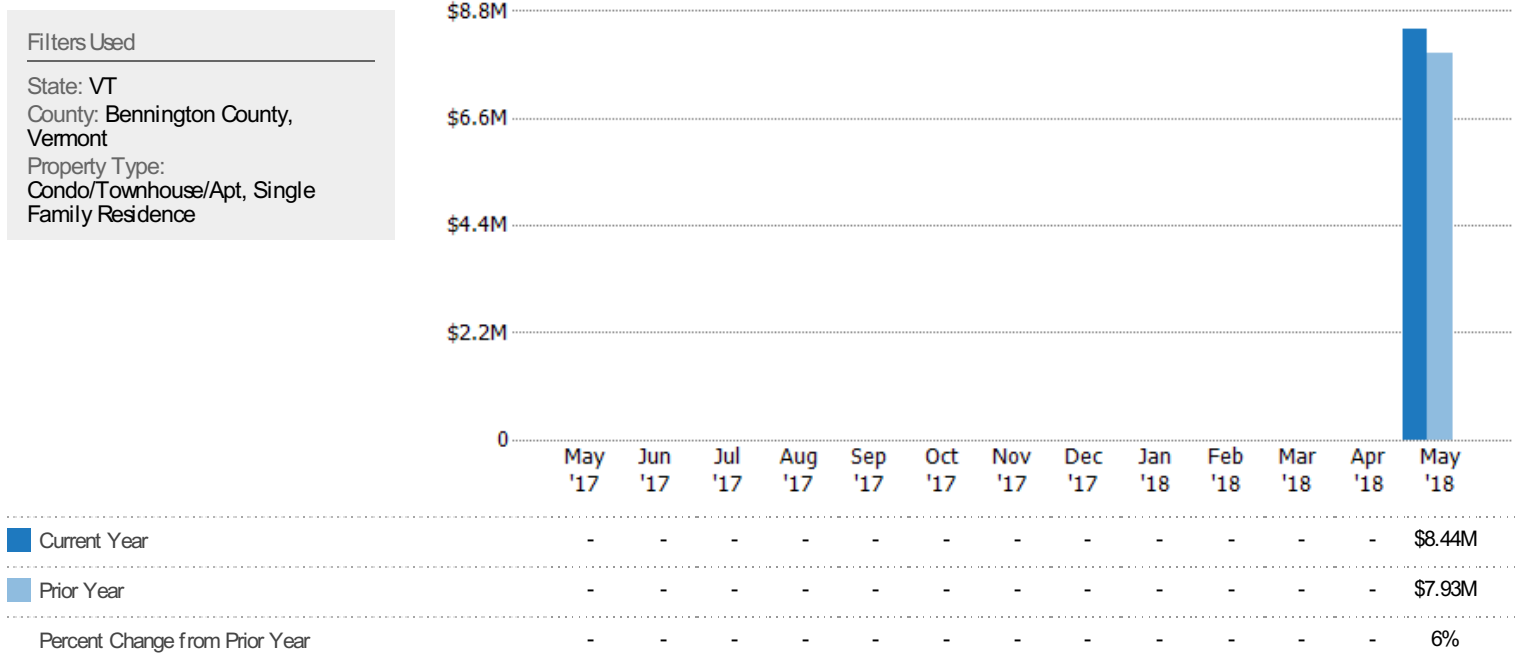 Filters Used
State: VT
County: Bennington County,
Vermont
Property Type:
Condo/Townhouse/Apt, Single
Family Residence
$8.8M
$6.6M
$4.4M
$2.2M
0
May Jun Jul Aug Sep Oct Nov Dec Jan Feb Mar Apr May
'17 '17 '17 '17 '17 '17 '17 '17 '18 '18 '18 '18 '18
Current Year - - - - - - - - - - - - $8.44M
Prior Year - - - - - - - - - - - - $7.93M
Percent Change from Prior Year - - - - - - - - - - - - 6%